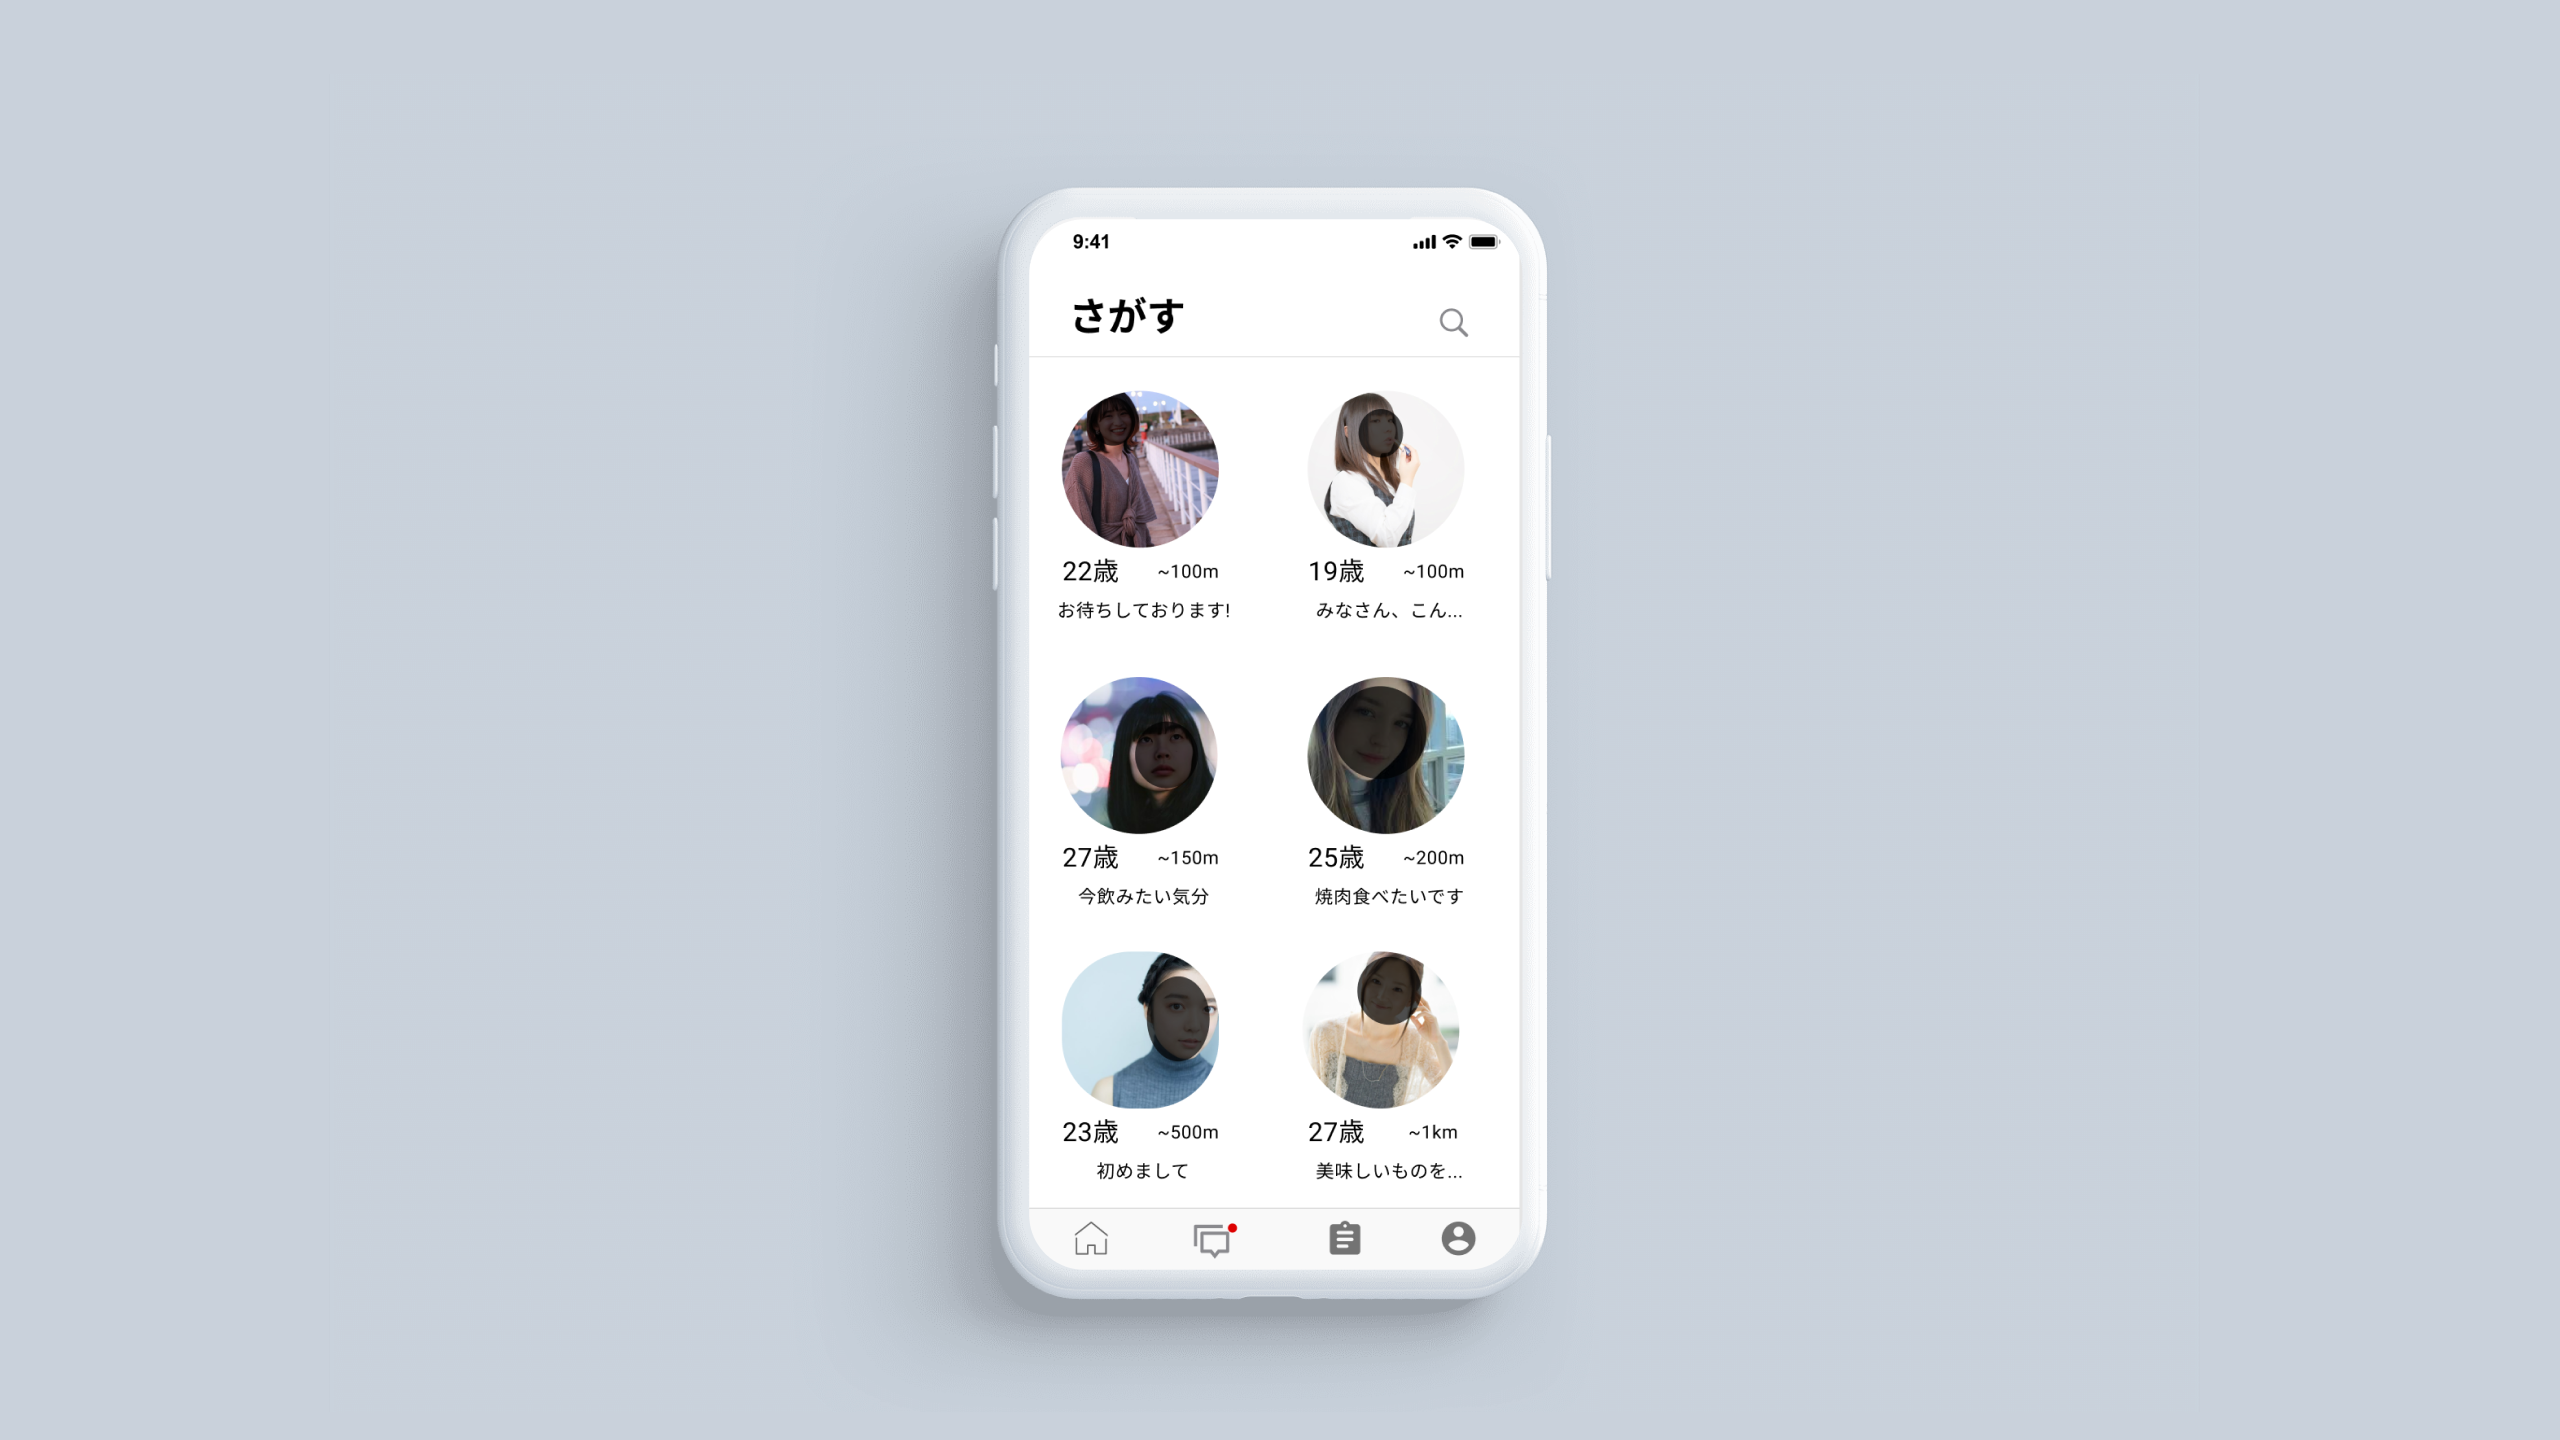 9:41
さがす
22歳 ~100m
お待ちしております!
19歳 ~100m
みなさん、こん...
27歳 ~150m
今飲みたい気分
25歳 ~200m
焼肉食べたいです
23歳 ~500m
初めまして
27歳 ~1km
美味しいものを...